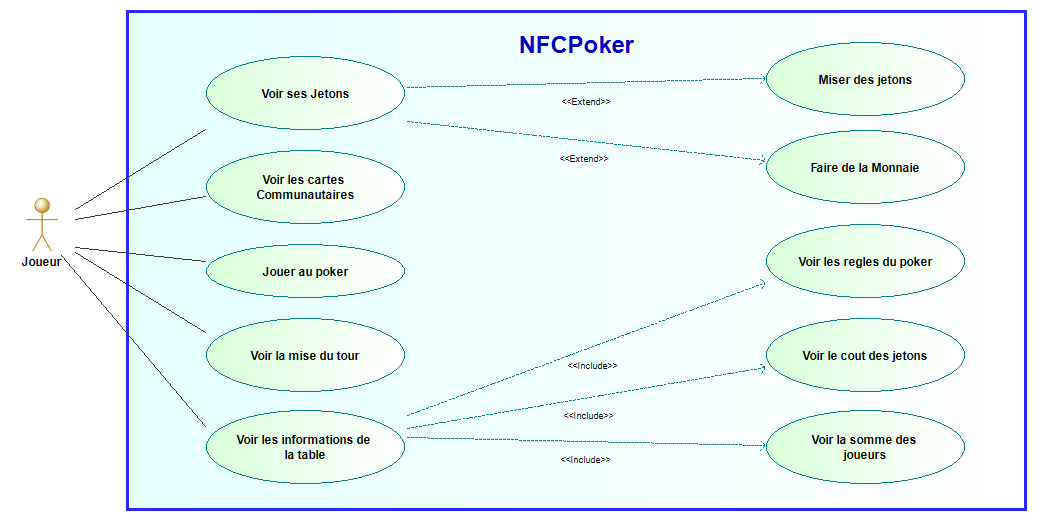 NFCPoker
Voir ses Jetons
Miser des jetons
<<Extend>>
<<Extend>>
Faire de la Monnaie
Voir les cartes
Communautaires
Joueur
Jouer au poker
Voir les regles du poker
Voir la mise du tour
Voir le cout des jetons
<<Include>>
<<Include>>
Voir les informations de
la table
Voir la somme des
joueurs
<<Include>>